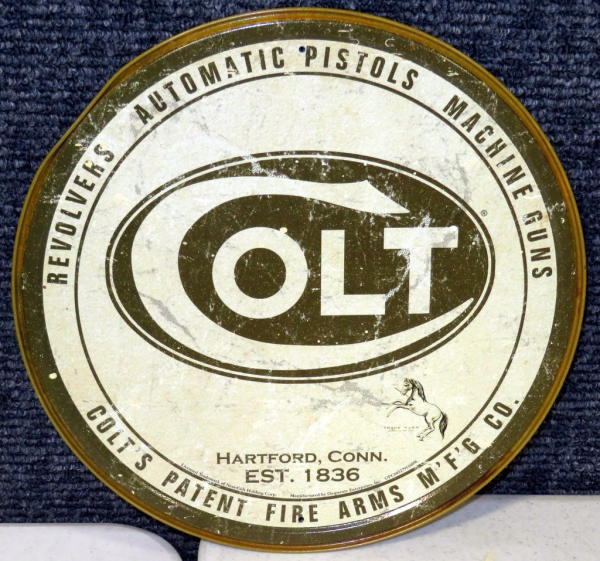 REVOLVERS AUTOMATIC PISTOLS MACHINE GUNS
COLT
®
HARTFORD, CONN.
EST. 1836
COLT'S PATENT FIRE ARMS M'F'G CO.